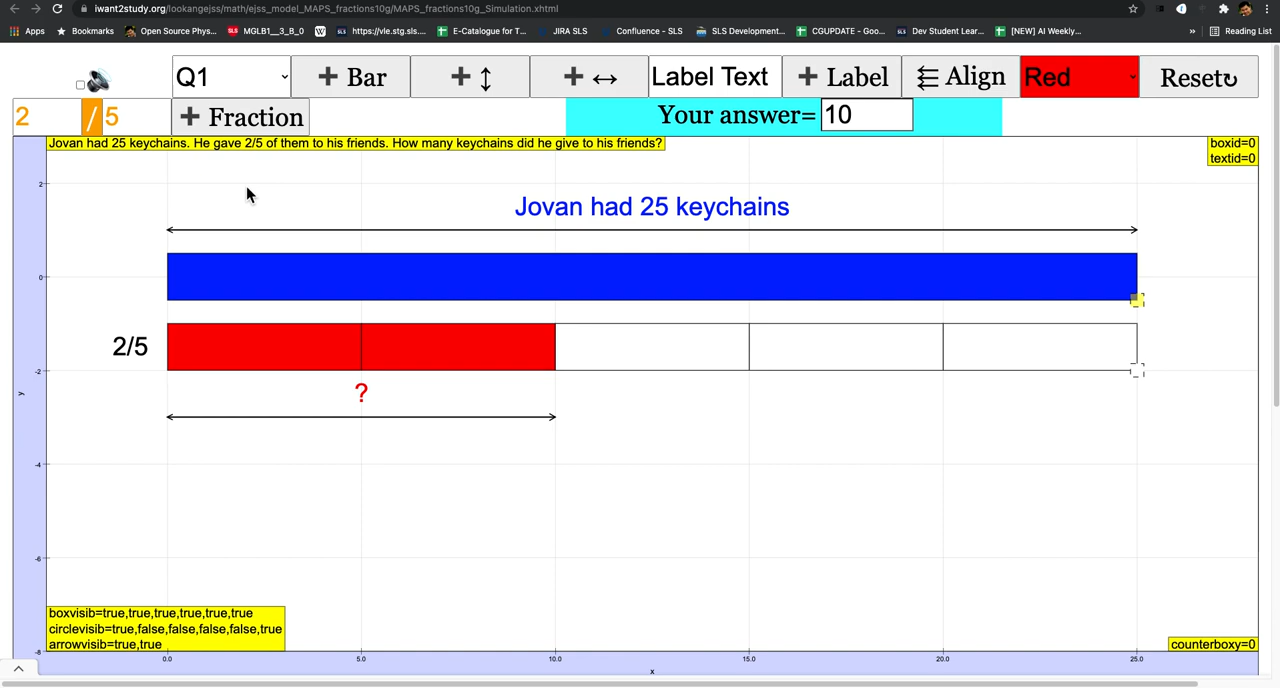 iwant2study.org/lookangejss/math/ejss_model_MAPS_fractions10g/MAPS_fractions10g_Simulation.xhtml
Apps Bookmarks Open Source Phys... MGLB1__3_B_0 https://vle.stg.sls.... E-Catalogue for T... JIRA SLS Confluence - SLS SLS Development... CGUPDATE - Goo... Dev Student Lear... [NEW] AI Weekly... » Reading List
Q1 + Bar + ↕ + ↔ Label Text + Label Align Red Reset↻
2 / 5 + Fraction Your answer= 10
Jovan had 25 keychains. He gave 2/5 of them to his friends. How many keychains did he give to his friends?
boxid=0
textid=0
Jovan had 25 keychains
2/5
?
2
0
-2
-4
-6
-8
y
boxvisib=true,true,true,true,true,true
circlevisib=true,false,false,false,false,true
arrowvisib=true,true
counterboxy=0
0.0 5.0 10.0 15.0 20.0 25.0
x